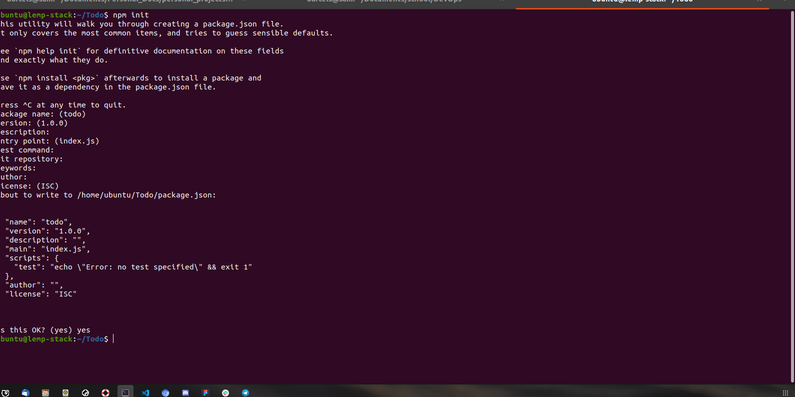 buntu@lemp-stack:~/Todo$ npm init
his utility will walk you through creating a package.json file.
t only covers the most common items, and tries to guess sensible defaults.
ee `npm help init` for definitive documentation on these fields
nd exactly what they do.
se `npm install <pkg>` afterwards to install a package and
ave it as a dependency in the package.json file.
ress ^C at any time to quit.
ackage name: (todo)
ersion: (1.0.0)
escription:
ntry point: (index.js)
est command:
it repository:
eywords:
uthor:
icense: (ISC)
bout to write to /home/ubuntu/Todo/package.json:
"name": "todo",
"version": "1.0.0",
"description": "",
"main": "index.js",
"scripts": {
"test": "echo \"Error: no test specified\" && exit 1"
},
"author": "",
"license": "ISC"
s this OK? (yes) yes
buntu@lemp-stack:~/Todo$